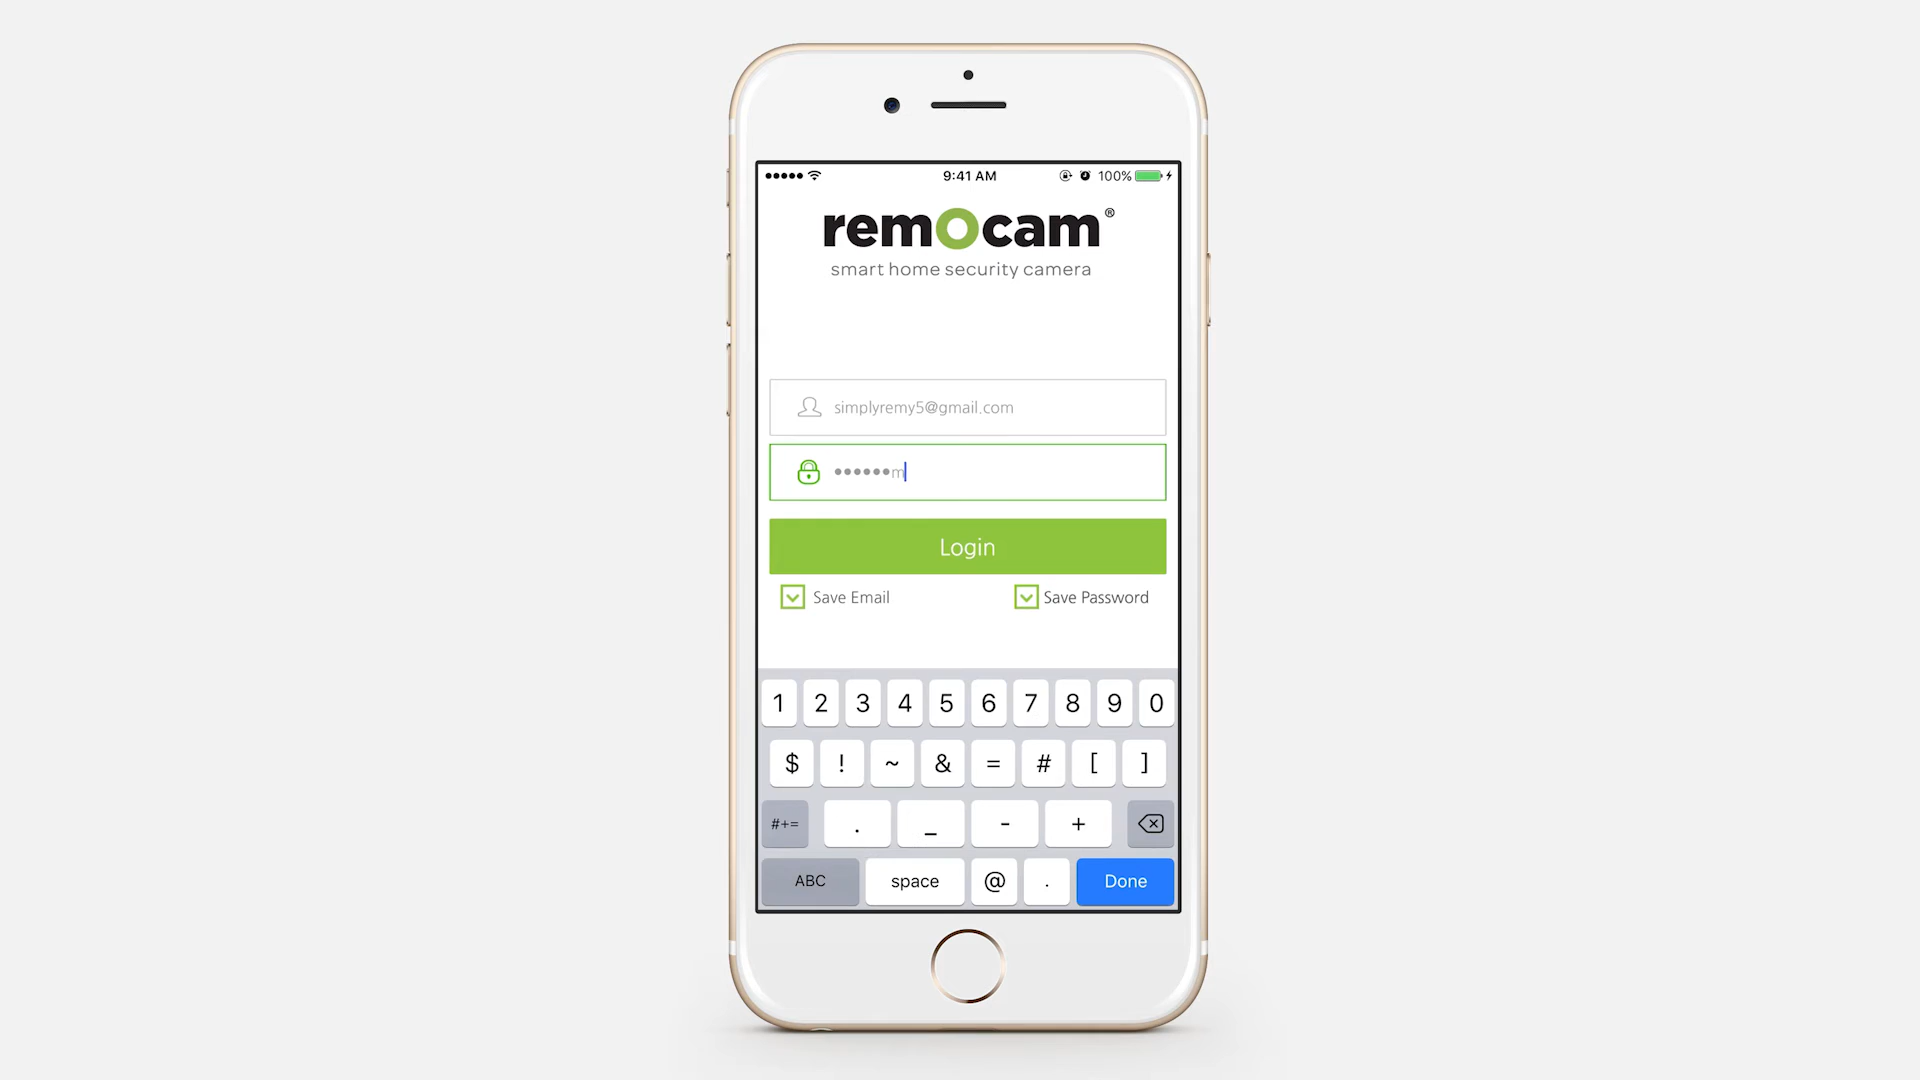 9:41 AM 100%
remocam®
smart home security camera
simplyremy5@gmail.com
••••••m
Login
Save Email Save Password
1 2 3 4 5 6 7 8 9 0
$ ! ~ & = # [ ]
#+= . _ - +
ABC space @ . Done